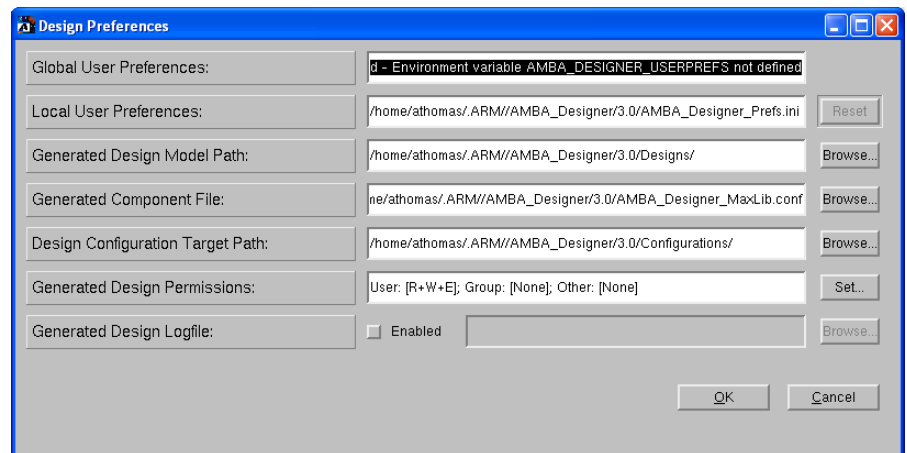 Design Preferences
Global User Preferences: d - Environment variable AMBA_DESIGNER_USERPREFS not defined
Local User Preferences: /home/athomas/.ARM//AMBA_Designer/3.0/AMBA_Designer_Prefs.ini Reset
Generated Design Model Path: /home/athomas/.ARM//AMBA_Designer/3.0/Designs/ Browse...
Generated Component File: ne/athomas/.ARM//AMBA_Designer/3.0/AMBA_Designer_MaxLib.conf Browse...
Design Configuration Target Path: /home/athomas/.ARM//AMBA_Designer/3.0/Configurations/ Browse...
Generated Design Permissions: User: [R+W+E]; Group: [None]; Other: [None] Set...
Generated Design Logfile: Enabled Browse...
OK Cancel